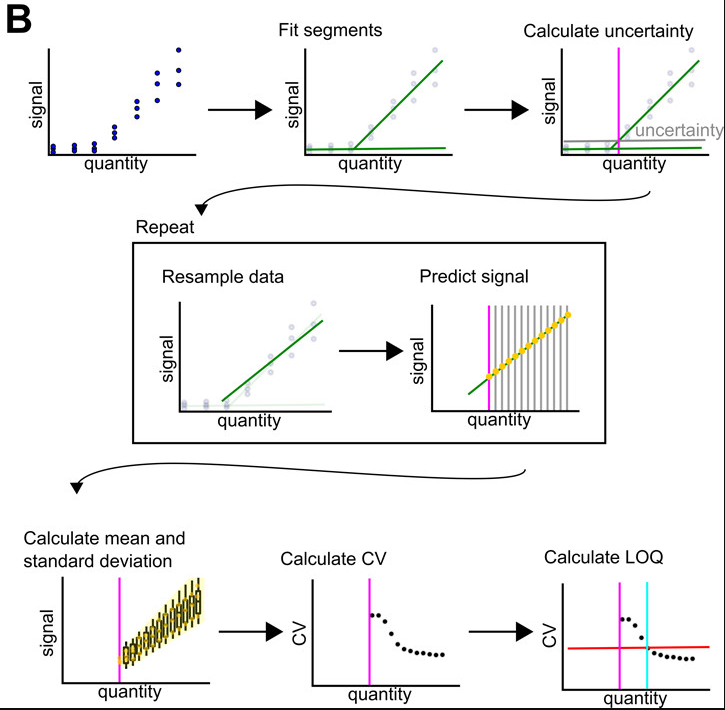 B
Fit segments
Calculate uncertainty
signal
quantity
signal
quantity
signal
uncertainty
quantity
Repeat
Resample data
Predict signal
signal
quantity
signal
quantity
Calculate mean and
standard deviation
Calculate CV
Calculate LOQ
signal
quantity
CV
quantity
CV
quantity